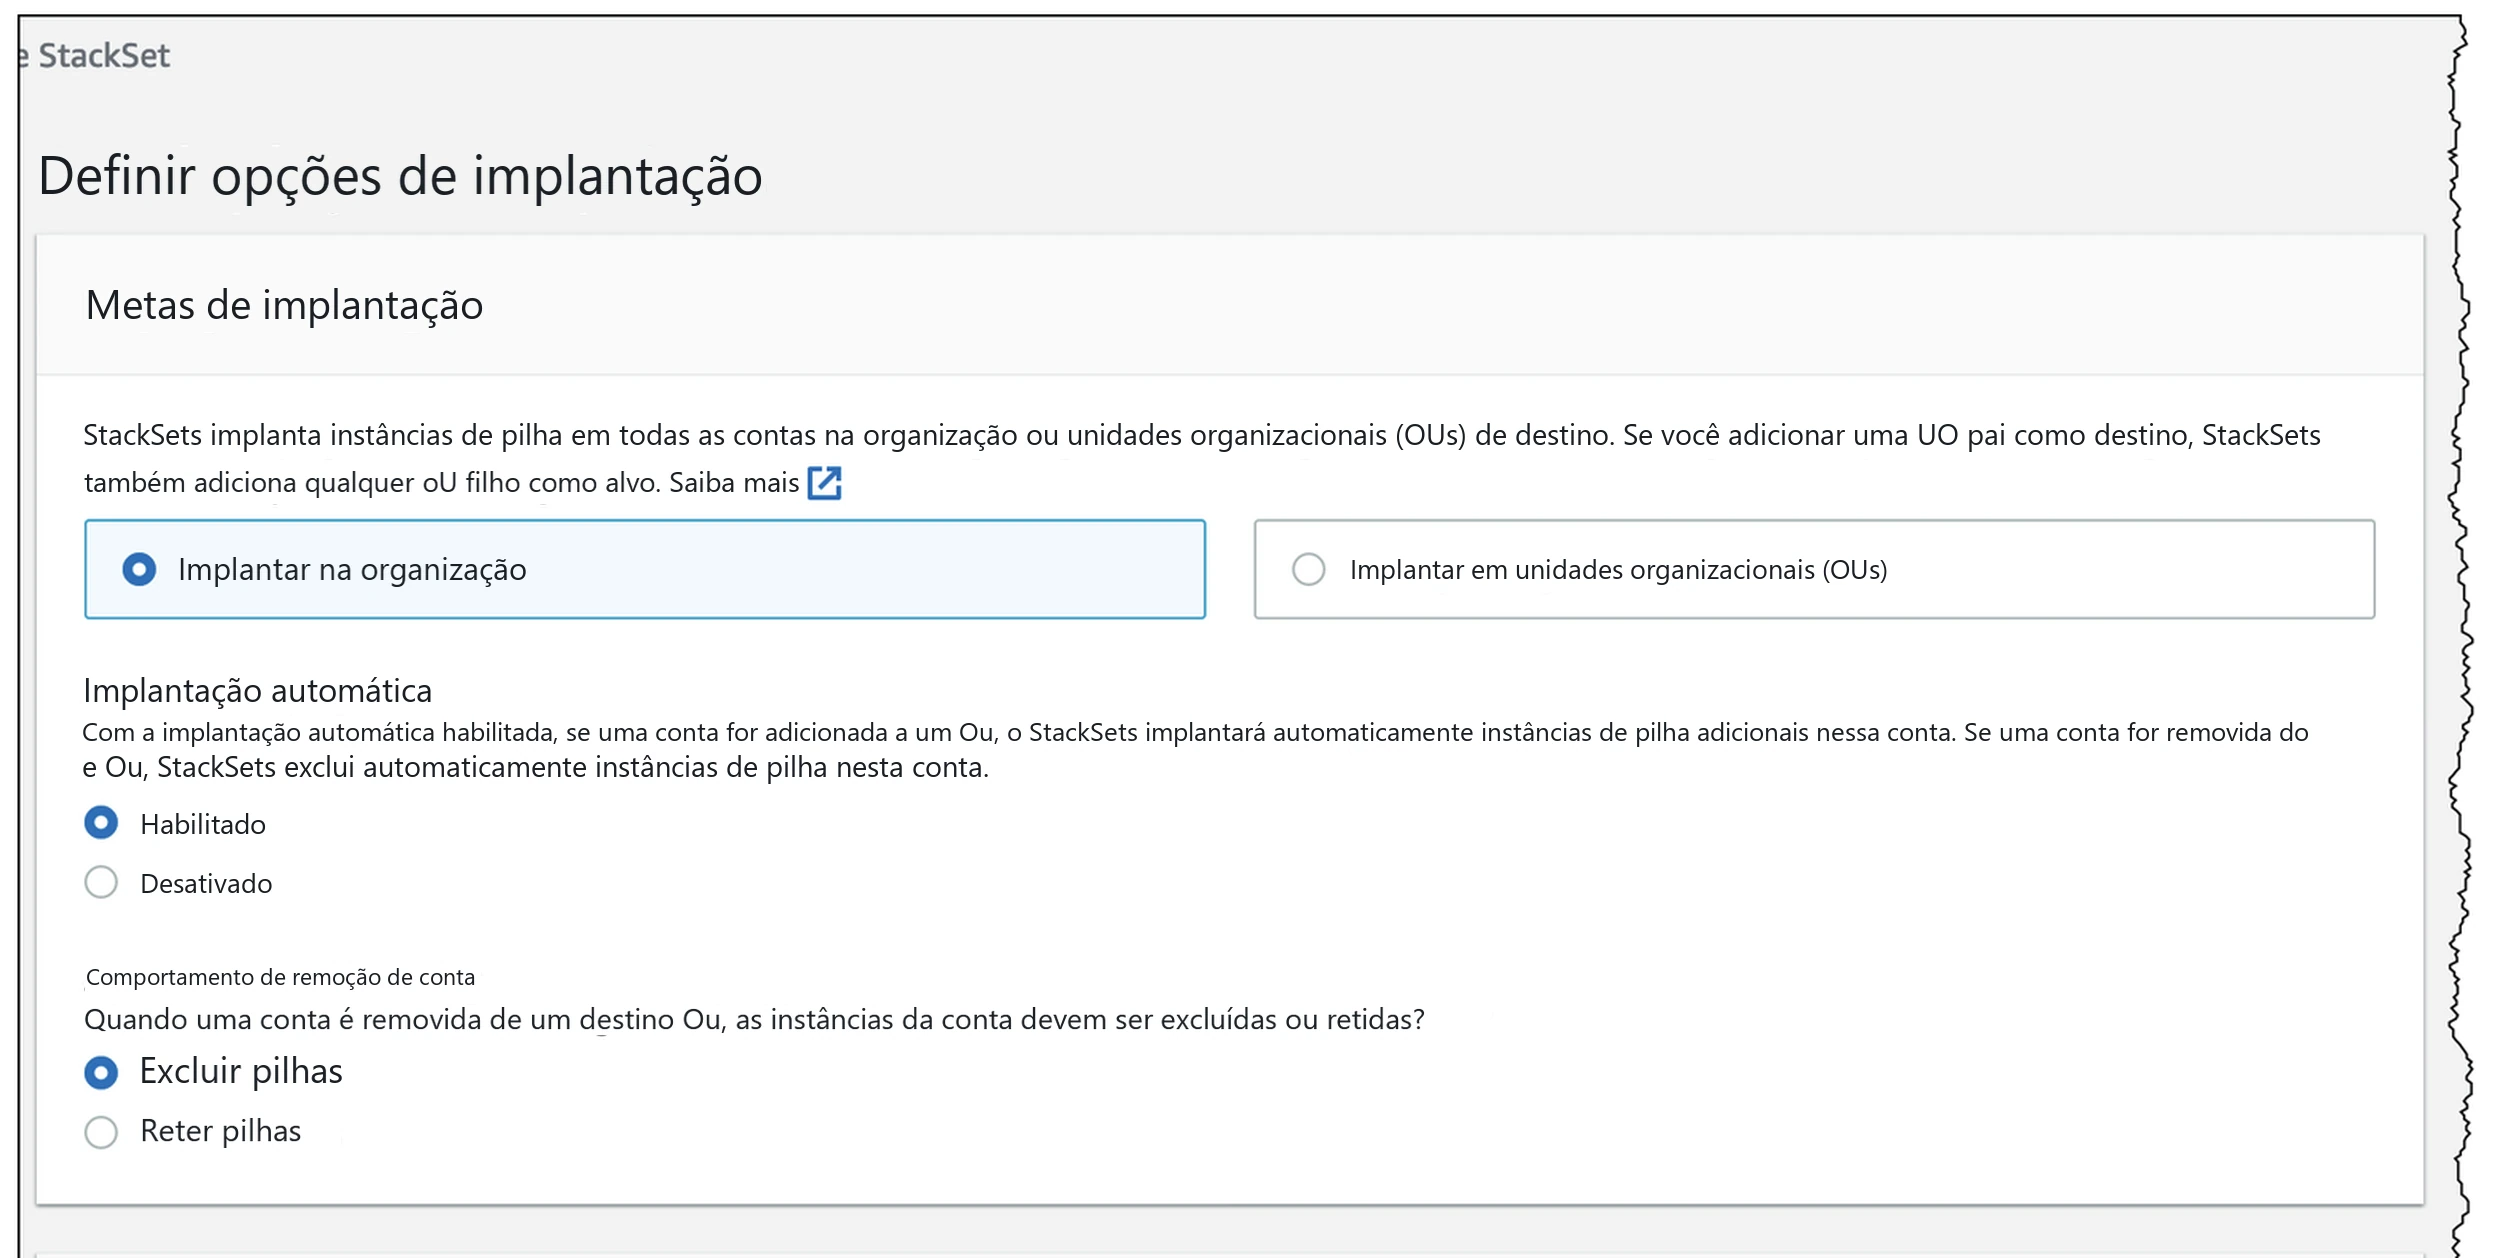 e StackSet
Definir opções de implantação
Metas de implantação
StackSets implanta instâncias de pilha em todas as contas na organização ou unidades organizacionais (OUs) de destino. Se você adicionar uma UO pai como destino, StackSets
também adiciona qualquer oU filho como alvo. Saiba mais
Implantar na organização
Implantar em unidades organizacionais (OUs)
Implantação automática
Com a implantação automática habilitada, se uma conta for adicionada a um Ou, o StackSets implantará automaticamente instâncias de pilha adicionais nessa conta. Se uma conta for removida do
e Ou, StackSets exclui automaticamente instâncias de pilha nesta conta.
Habilitado
Desativado
Comportamento de remoção de conta
Quando uma conta é removida de um destino Ou, as instâncias da conta devem ser excluídas ou retidas?
Excluir pilhas
Reter pilhas